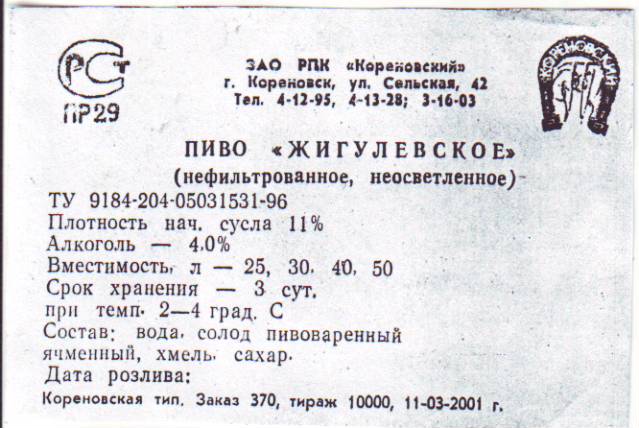 РСТ
ПР29
ЗАО РПК «Кореновский»
г. Кореновск, ул. Сельская, 42
Тел. 4-12-95, 4-13-28; 3-16-03
КОРЕНОВСКИЙ
ПИВО «ЖИГУЛЕВСКОЕ»
(нефильтрованное, неосветленное)
ТУ 9184-204-05031531-96
Плотность нач. сусла 11%
Алкоголь — 4.0%
Вместимость, л — 25, 30, 40, 50
Срок хранения — 3 сут.
при темп. 2—4 град. С
Состав: вода, солод пивоваренный
ячменный, хмель, сахар.
Дата розлива:
Кореновская тип. Заказ 370, тираж 10000, 11-03-2001 г.